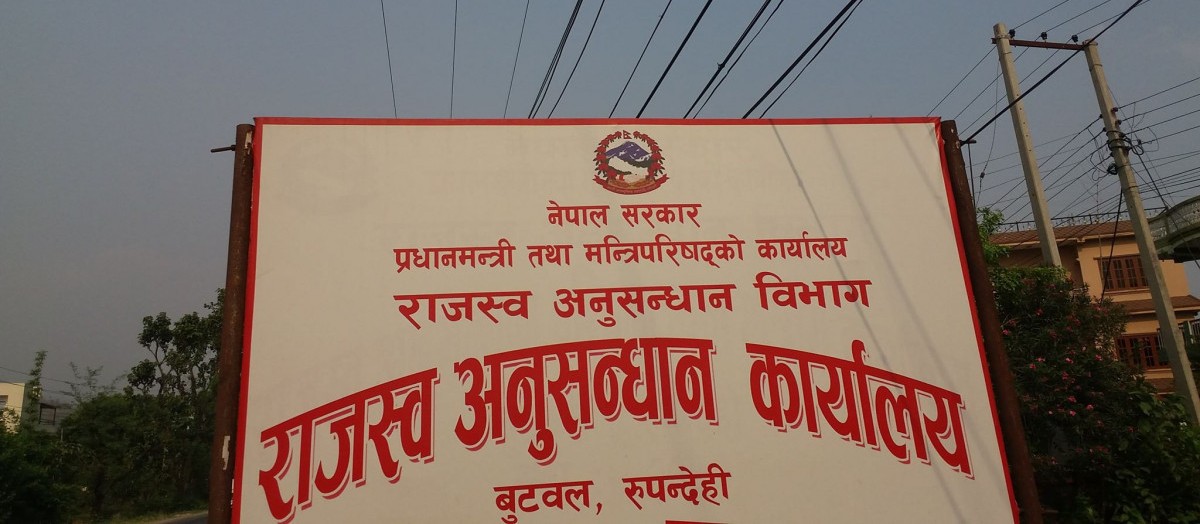 नेपाल सरकार
प्रधानमन्त्री तथा मन्त्रिपरिषद्को कार्यालय
राजस्व अनुसन्धान विभाग
राजस्व अनुसन्धान कार्यालय
बुटवल, रुपन्देही